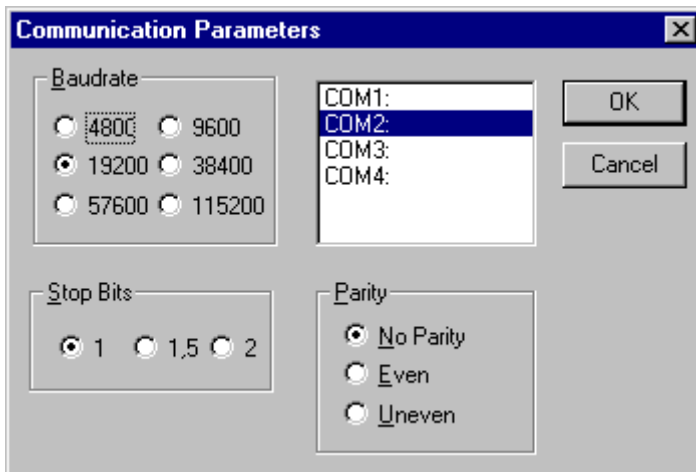 Communication Parameters
Baudrate
4800 9600
19200 38400
57600 115200
COM1:
COM2:
COM3:
COM4:
OK
Cancel
Stop Bits
1 1,5 2
Parity
No Parity
Even
Uneven